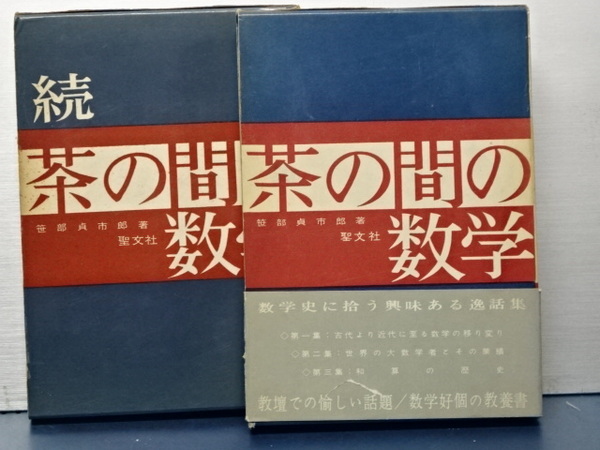 続
茶の間
数
笹部貞市郎著
聖文社
茶の間の
数学
笹部貞市郎著
聖文社
数学史に拾う興味ある逸話集
◇第一集：古代より近代に至る数学の移り変り
◇第二集：世界の大数学者とその業績
◇第三集：和算の歴史
教壇での愉しい話題/数学好個の教養書